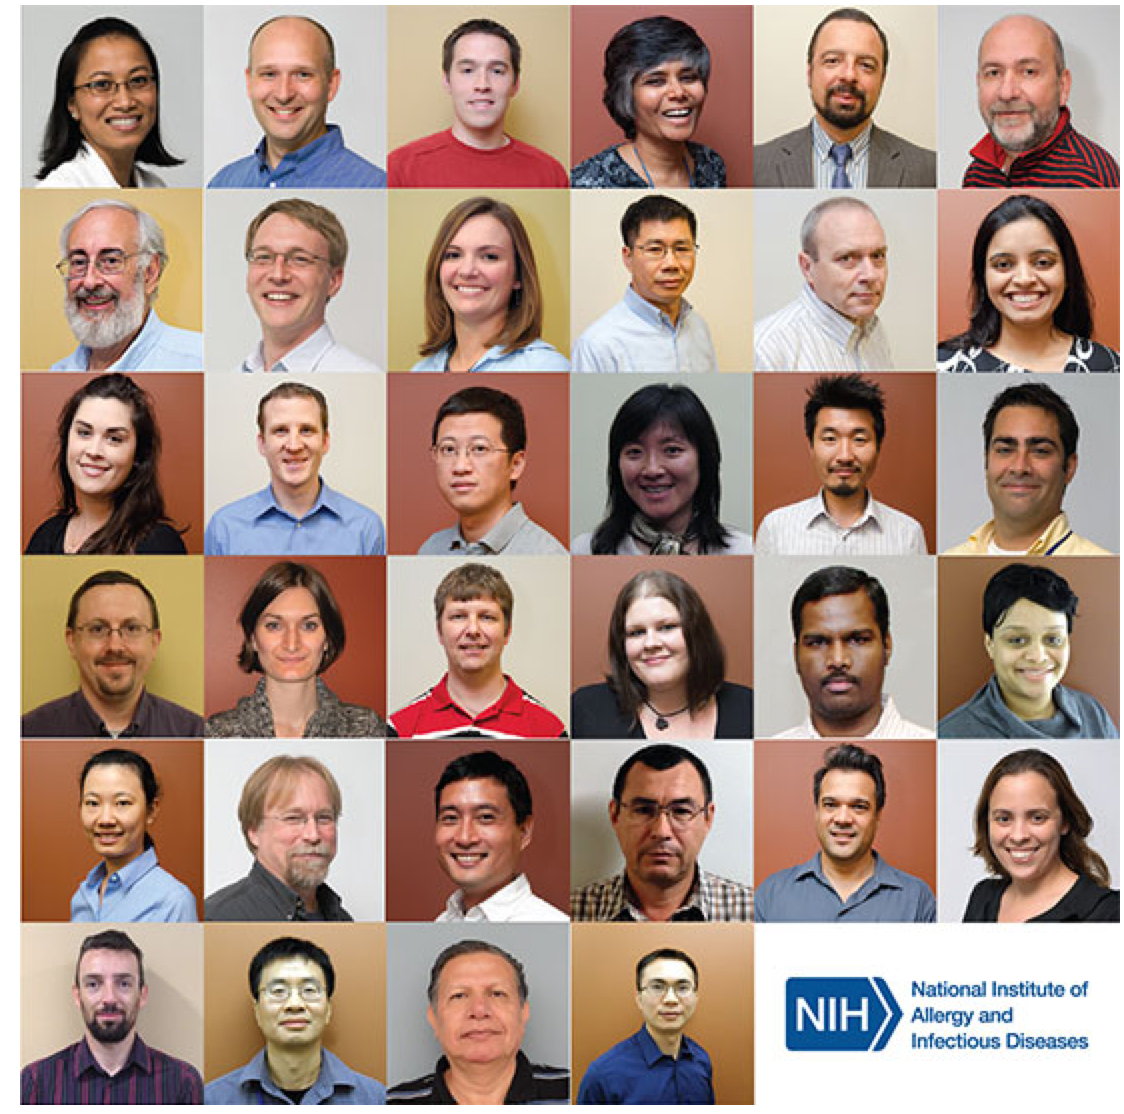 NIH
National Institute of
Allergy and
Infectious Diseases